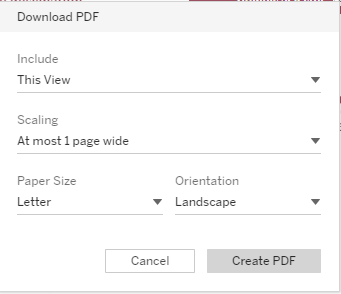 Download PDF
Include
This View
Scaling
At most 1 page wide
Paper Size
Orientation
Letter
Landscape
Cancel
Create PDF